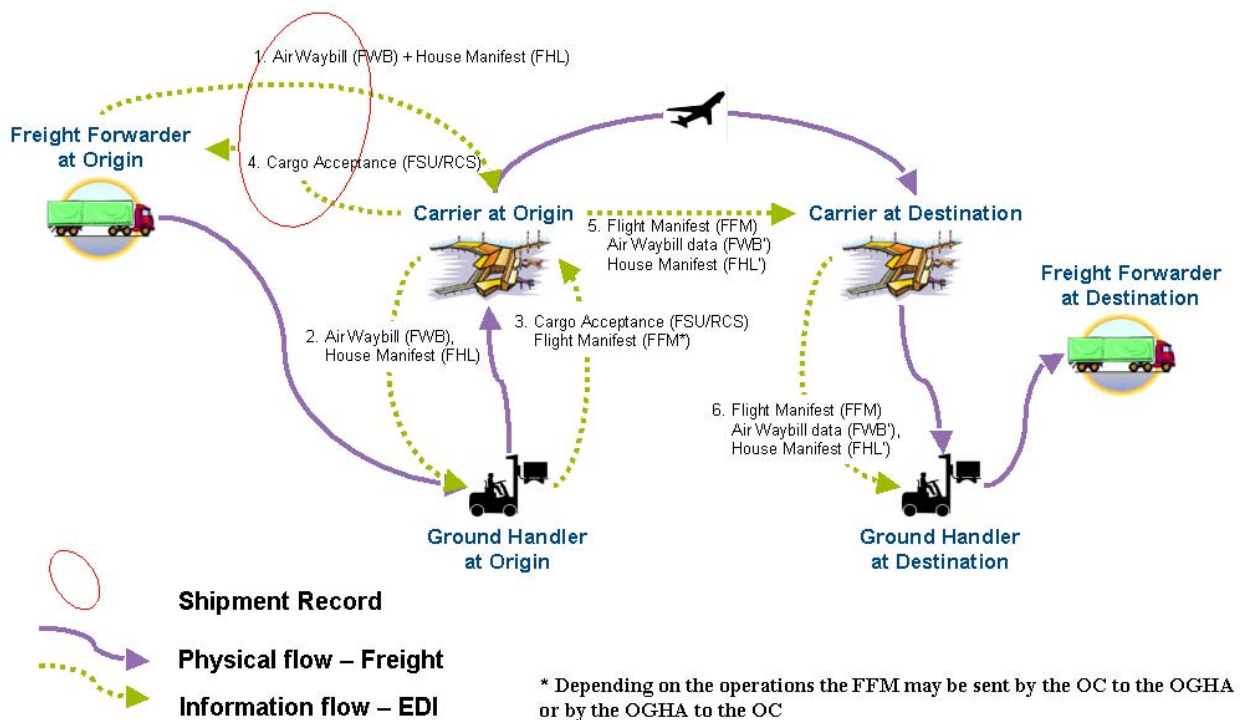 1. Air Waybill (FWB) + House Manifest (FHL)
Freight Forwarder
at Origin
4. Cargo Acceptance (FSU/RCS)
Carrier at Origin
5. Flight Manifest (FFM)
Air Waybill data (FWB')
House Manifest (FHL')
Carrier at Destination
Freight Forwarder
at Destination
2. Air Waybill (FWB),
House Manifest (FHL)
3. Cargo Acceptance (FSU/RCS)
Flight Manifest (FFM*)
6. Flight Manifest (FFM)
Air Waybill data (FWB'),
House Manifest (FHL')
Ground Handler
at Origin
Ground Handler
at Destination
Shipment Record
Physical flow – Freight
Information flow – EDI
* Depending on the operations the FFM may be sent by the OC to the OGHA
or by the OGHA to the OC